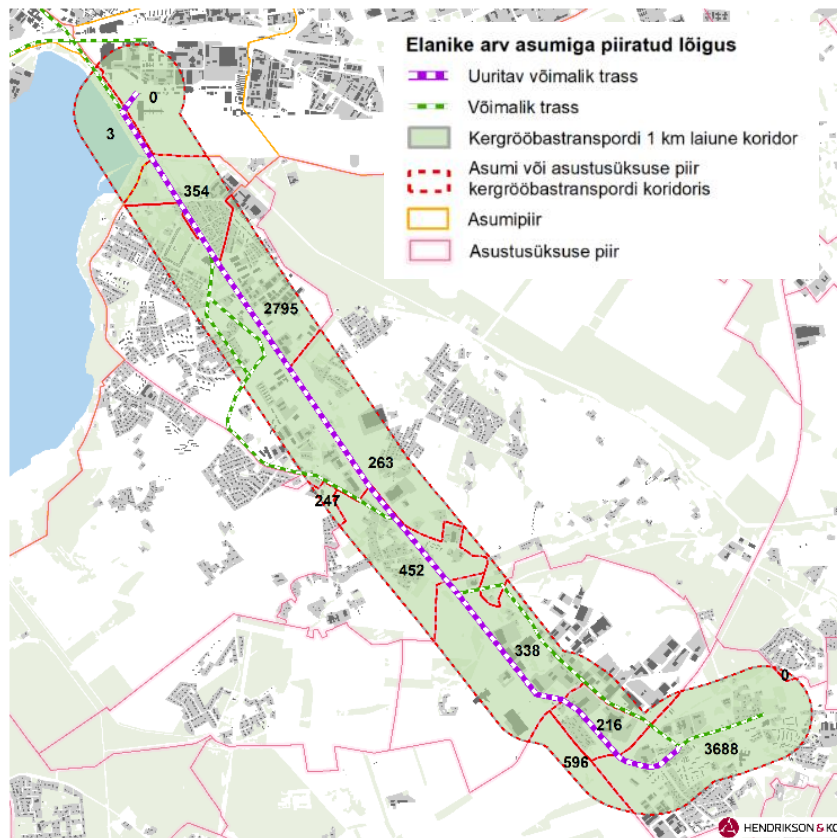 Elanike arv asumiga piiratud lõigus
Uuritav võimalik trass
Võimalik trass
Kergrööbastranspordi 1 km laiune koridor
Asumi või asustusüksuse piir
kergrööbastranspordi koridoris
Asumipiir
Asustusüksuse piir
0
3
354
2795
263
247
452
338
0
216
3688
596
HENDRIKSON & KO